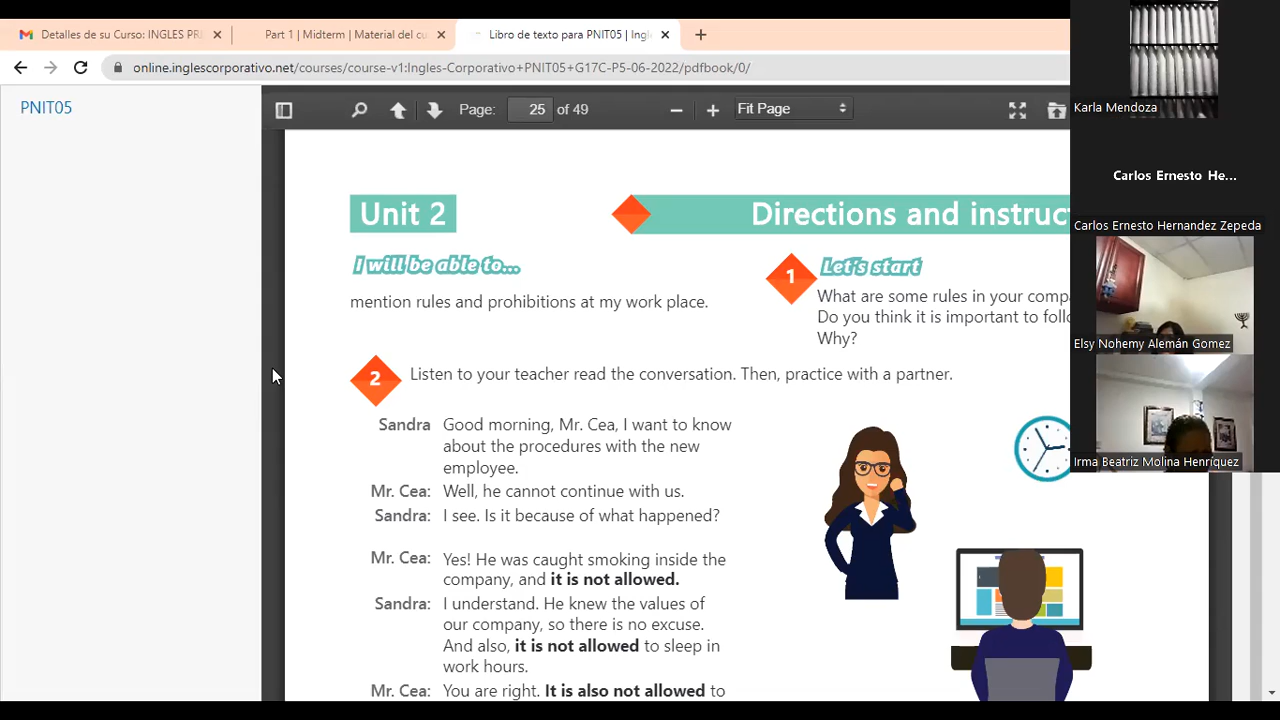 Detalles de su Curso: INGLES PR
Part 1 | Midterm | Material del cu
Libro de texto para PNIT05 | Ingl
online.inglescorporativo.net/courses/course-v1:Ingles-Corporativo+PNIT05+G17C-P5-06-2022/pdfbook/0/
PNIT05
Page: 25 of 49
Fit Page
Karla Mendoza
Carlos Ernesto He...
Carlos Ernesto Hernandez Zepeda
Elsy Nohemy Alemán Gomez
Irma Beatriz Molina Henríquez
Unit 2
Directions and instruc
I will be able to...
mention rules and prohibitions at my work place.
1
Let's start
What are some rules in your comp
Do you think it is important to foll
Why?
2
Listen to your teacher read the conversation. Then, practice with a partner.
Sandra Good morning, Mr. Cea, I want to know
about the procedures with the new
employee.
Mr. Cea: Well, he cannot continue with us.
Sandra: I see. Is it because of what happened?
Mr. Cea: Yes! He was caught smoking inside the
company, and it is not allowed.
Sandra: I understand. He knew the values of
our company, so there is no excuse.
And also, it is not allowed to sleep in
work hours.
Mr. Cea: You are right. It is also not allowed to